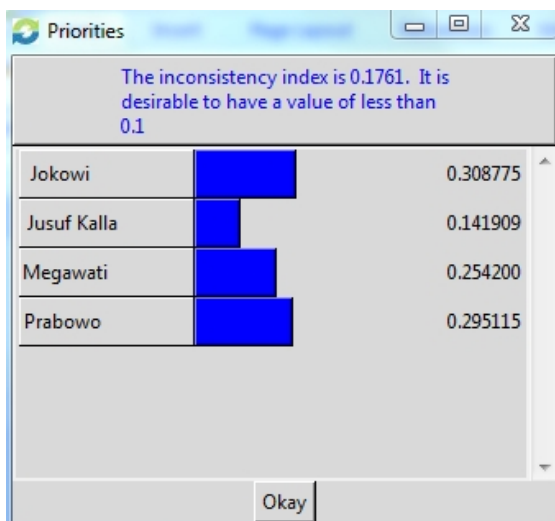 Priorities
The inconsistency index is 0.1761. It is
desirable to have a value of less than
0.1
Jokowi 0.308775
Jusuf Kalla 0.141909
Megawati 0.254200
Prabowo 0.295115
Okay